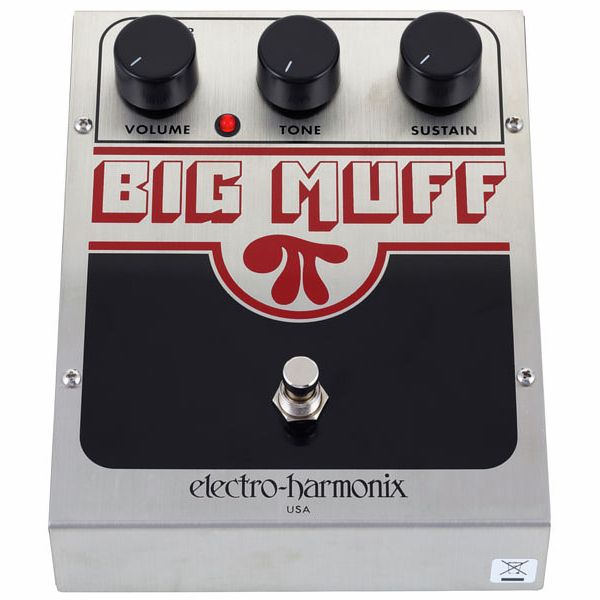 VOLUME TONE SUSTAIN
BIG MUFF
π
electro-harmonix
USA